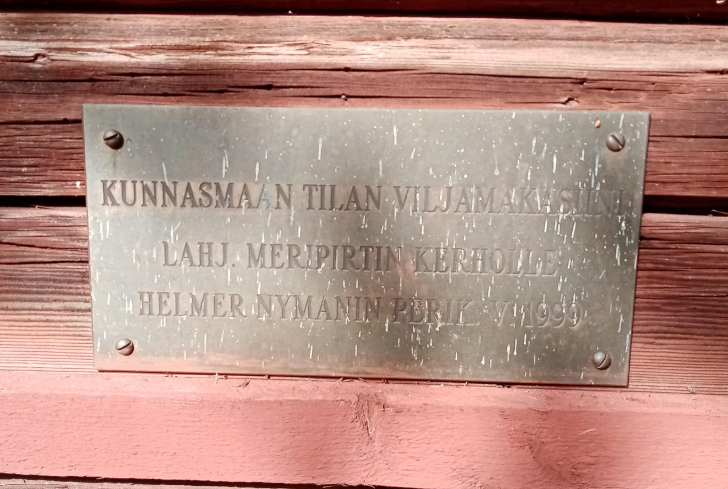 KUNNASMAAN TILAN VILJAMAKASIINI
LAHJ. MERIPIRTIN KERHOLLE
HELMER NYMANIN PERIK. V. 1999